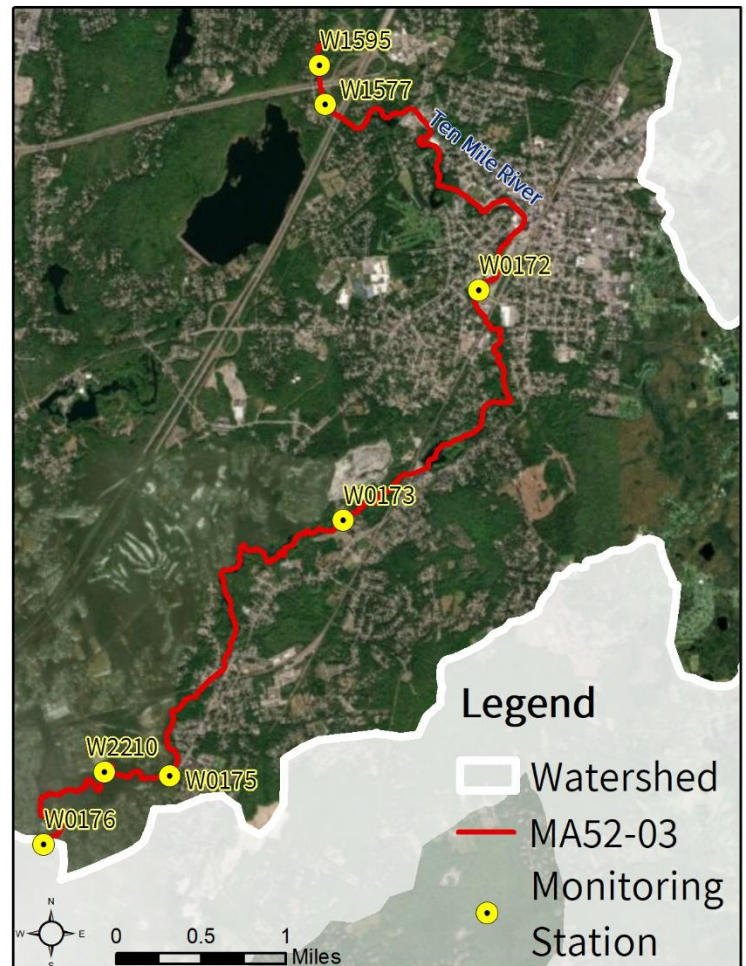 W1595
W1577
Ten Mile River
W0172
W0173
W2210
W0175
W0176
Legend
Watershed
MA52-03
Monitoring
Station
N
W
E
S
0
0.5
1
Miles